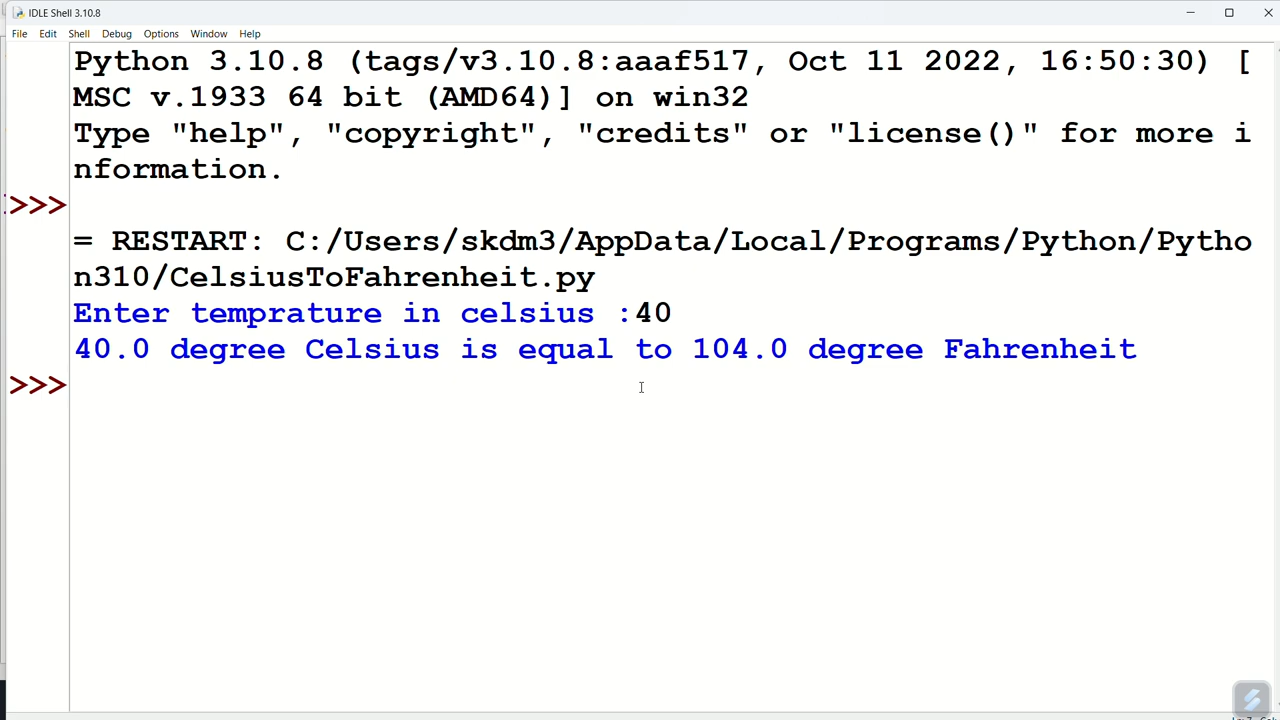 IDLE Shell 3.10.8
File Edit Shell Debug Options Window Help
Python 3.10.8 (tags/v3.10.8:aaaf517, Oct 11 2022, 16:50:30) [
MSC v.1933 64 bit (AMD64)] on win32
Type "help", "copyright", "credits" or "license()" for more i
nformation.
>>>
= RESTART: C:/Users/skdm3/AppData/Local/Programs/Python/Pytho
n310/CelsiusToFahrenheit.py
Enter temprature in celsius :40
40.0 degree Celsius is equal to 104.0 degree Fahrenheit
>>>